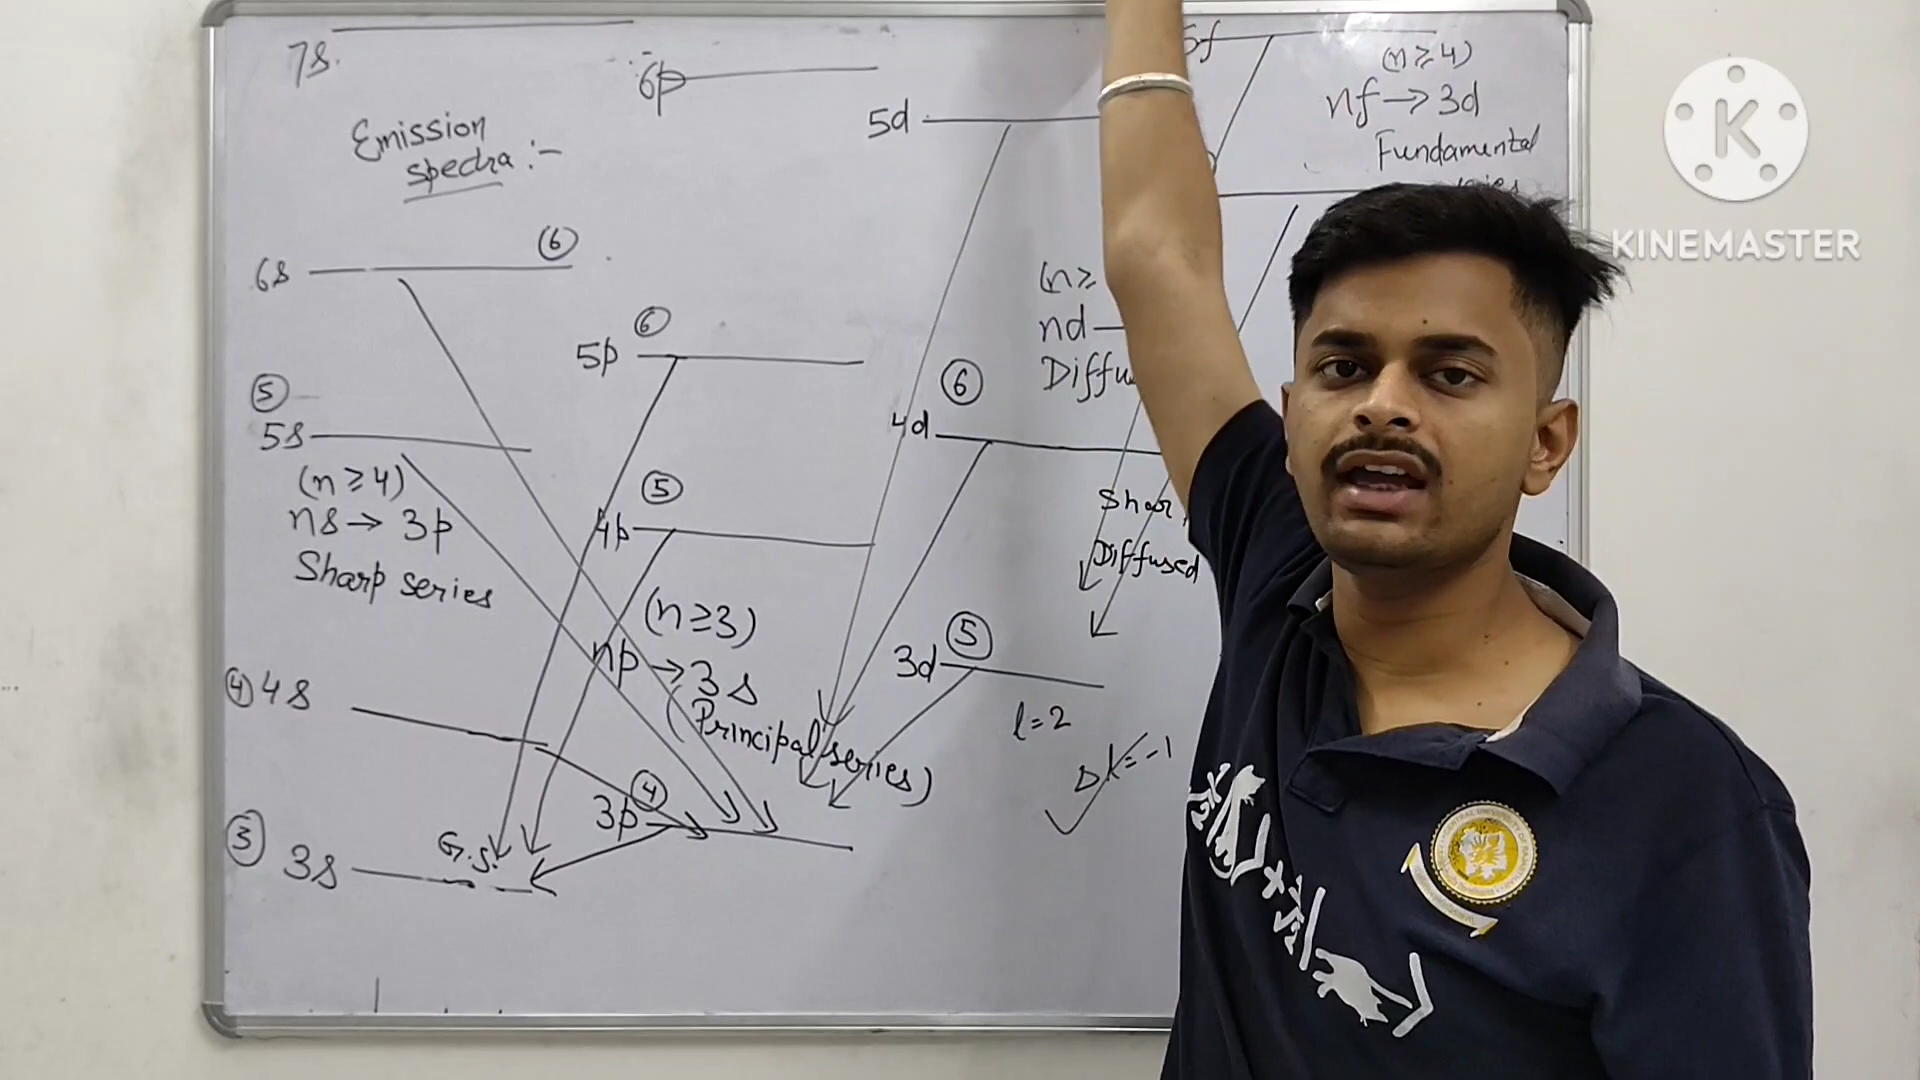 7s
6p
5f
(n ≥ 4)
nf → 3d
Fundamental
K
KINEMASTER
5d
Emission
spectra :-
6s
6
5p
6
(n ≥
nd
Diffu
5
5s
4d
6
(n ≥ 4)
ns → 3p
Sharp series
4p
5
Shar
Diffused
(n ≥ 3)
np → 3s
(Principal series)
3d
5
l = 2
Δl = -1
4
4s
3p
4
3
3s
G.S.